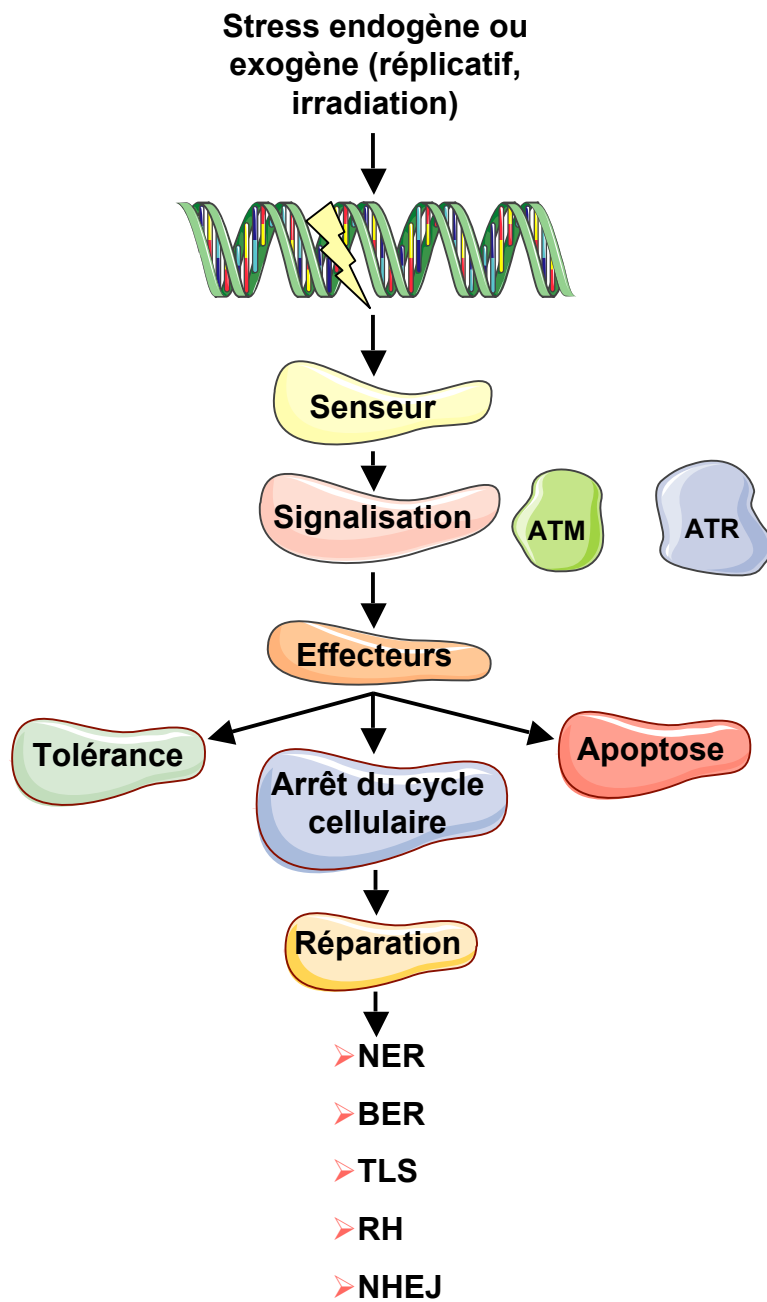 Stress endogène ou
exogène (réplicatif,
irradiation)
Senseur
Signalisation
ATM
ATR
Effecteurs
Tolérance
Arrêt du cycle
cellulaire
Apoptose
Réparation
➢NER
➢BER
➢TLS
➢RH
➢NHEJ